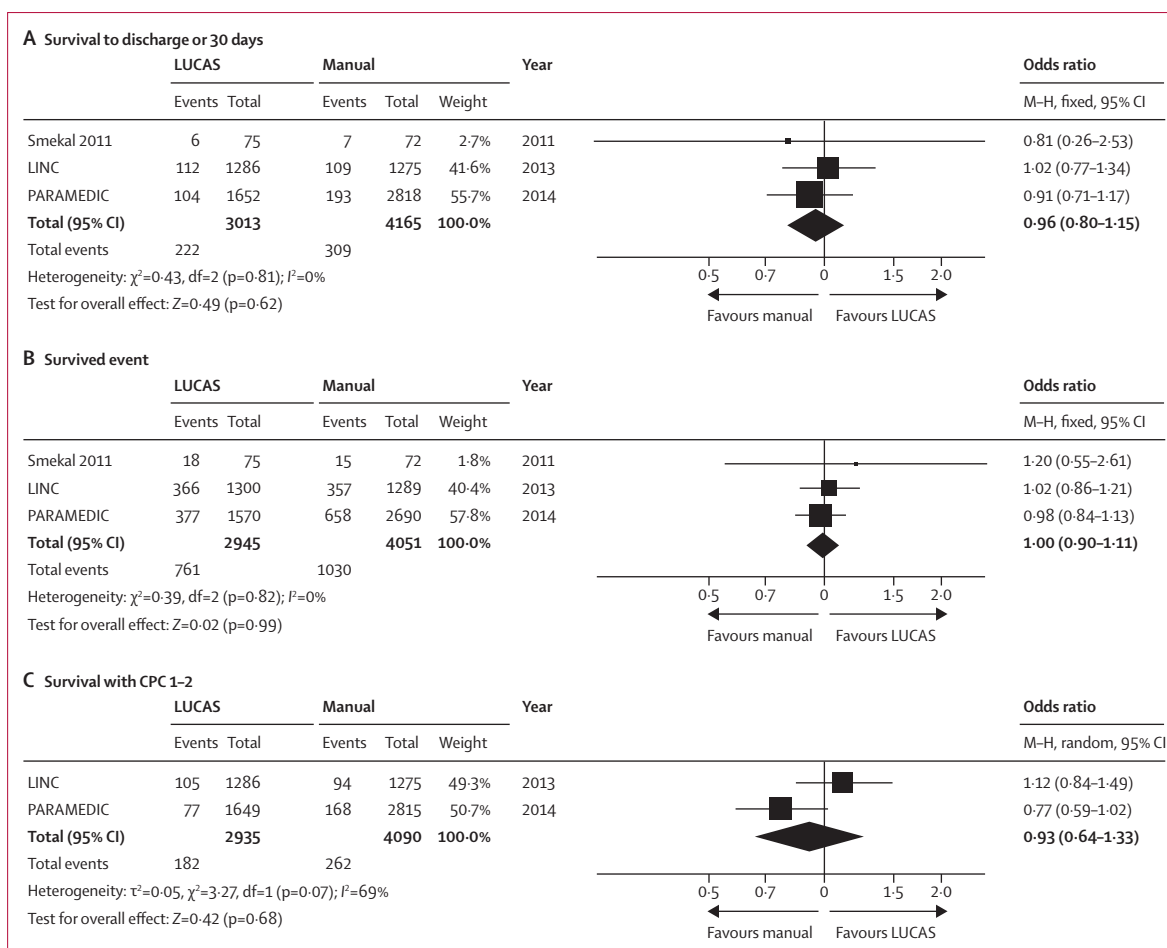 A Survival to discharge or 30 days
LUCAS Manual Year Odds ratio
Events Total Events Total Weight M–H, fixed, 95% CI
Smekal 2011 6 75 7 72 2·7% 2011 0·81 (0·26–2·53)
LINC 112 1286 109 1275 41·6% 2013 1·02 (0·77–1·34)
PARAMEDIC 104 1652 193 2818 55·7% 2014 0·91 (0·71–1·17)
Total (95% CI) 3013 4165 100·0% 0·96 (0·80–1·15)
Total events 222 309
Heterogeneity: χ²=0·43, df=2 (p=0·81); I²=0%
Test for overall effect: Z=0·49 (p=0·62)
0·5 0·7 0 1·5 2·0
Favours manual Favours LUCAS
B Survived event
LUCAS Manual Year Odds ratio
Events Total Events Total Weight M–H, fixed, 95% CI
Smekal 2011 18 75 15 72 1·8% 2011 1·20 (0·55–2·61)
LINC 366 1300 357 1289 40·4% 2013 1·02 (0·86–1·21)
PARAMEDIC 377 1570 658 2690 57·8% 2014 0·98 (0·84–1·13)
Total (95% CI) 2945 4051 100·0% 1·00 (0·90–1·11)
Total events 761 1030
Heterogeneity: χ²=0·39, df=2 (p=0·82); I²=0%
Test for overall effect: Z=0·02 (p=0·99)
0·5 0·7 0 1·5 2·0
Favours manual Favours LUCAS
C Survival with CPC 1–2
LUCAS Manual Year Odds ratio
Events Total Events Total Weight M–H, random, 95% CI
LINC 105 1286 94 1275 49·3% 2013 1·12 (0·84–1·49)
PARAMEDIC 77 1649 168 2815 50·7% 2014 0·77 (0·59–1·02)
Total (95% CI) 2935 4090 100·0% 0·93 (0·64–1·33)
Total events 182 262
Heterogeneity: τ²=0·05, χ²=3·27, df=1 (p=0·07); I²=69%
Test for overall effect: Z=0·42 (p=0·68)
0·5 0·7 0 1·5 2·0
Favours manual Favours LUCAS